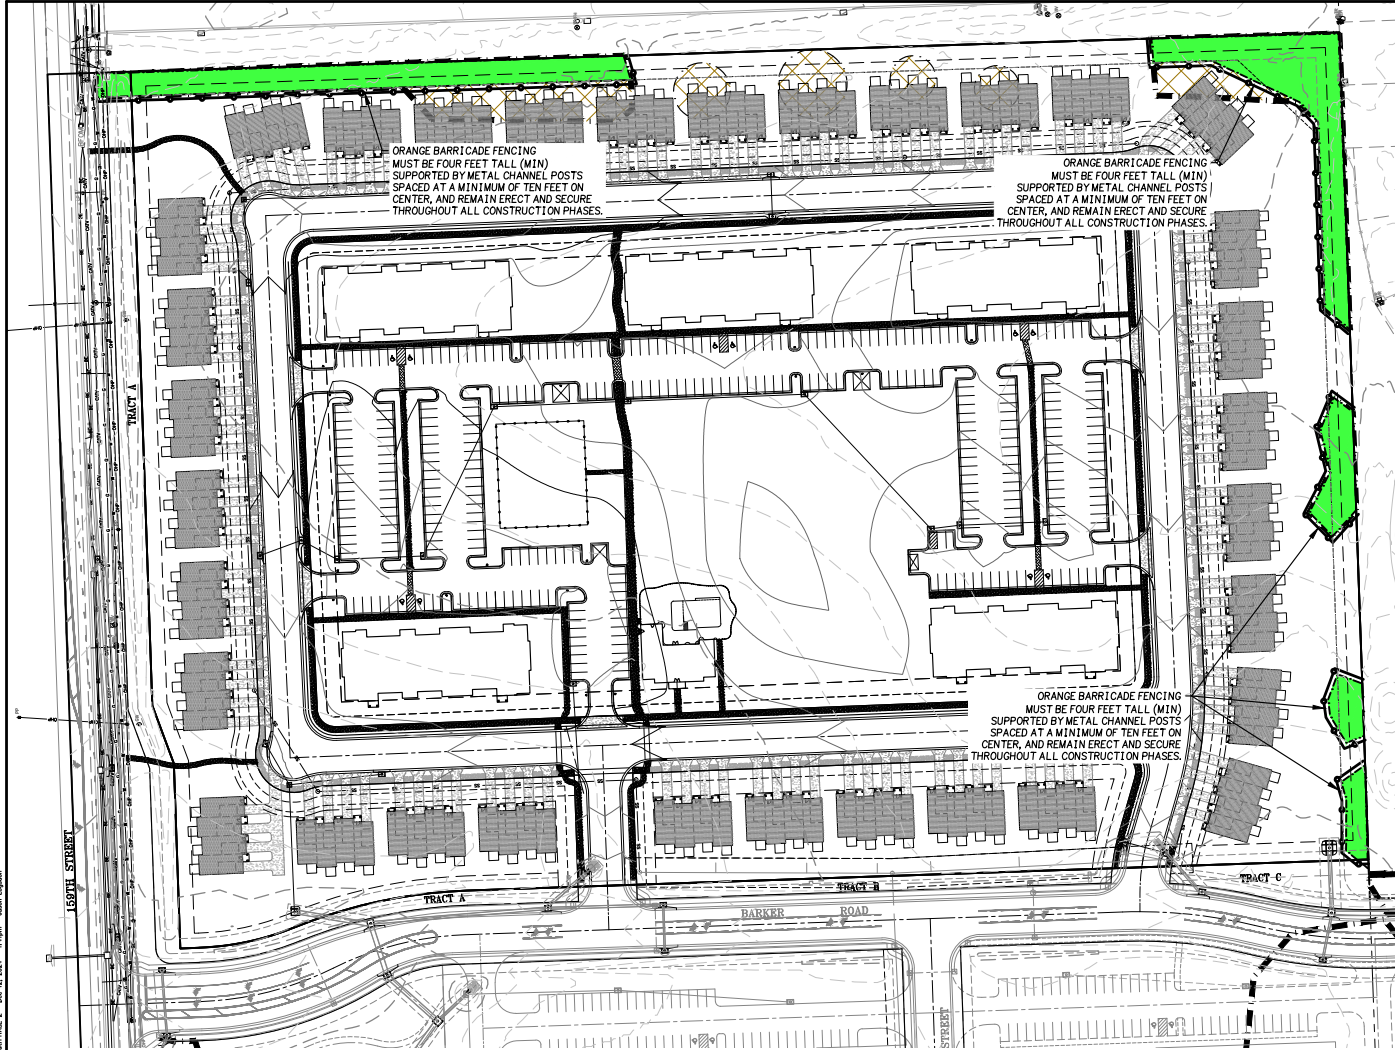 ORANGE BARRICADE FENCING
MUST BE FOUR FEET TALL (MIN)
SUPPORTED BY METAL CHANNEL POSTS
SPACED AT A MINIMUM OF TEN FEET ON
CENTER, AND REMAIN ERECT AND SECURE
THROUGHOUT ALL CONSTRUCTION PHASES.
ORANGE BARRICADE FENCING
MUST BE FOUR FEET TALL (MIN)
SUPPORTED BY METAL CHANNEL POSTS
SPACED AT A MINIMUM OF TEN FEET ON
CENTER, AND REMAIN ERECT AND SECURE
THROUGHOUT ALL CONSTRUCTION PHASES.
TRACT A
ORANGE BARRICADE FENCING
MUST BE FOUR FEET TALL (MIN)
SUPPORTED BY METAL CHANNEL POSTS
SPACED AT A MINIMUM OF TEN FEET ON
CENTER, AND REMAIN ERECT AND SECURE
THROUGHOUT ALL CONSTRUCTION PHASES.
159TH STREET
TRACT A
TRACT B
TRACT C
BARKER ROAD
STREET